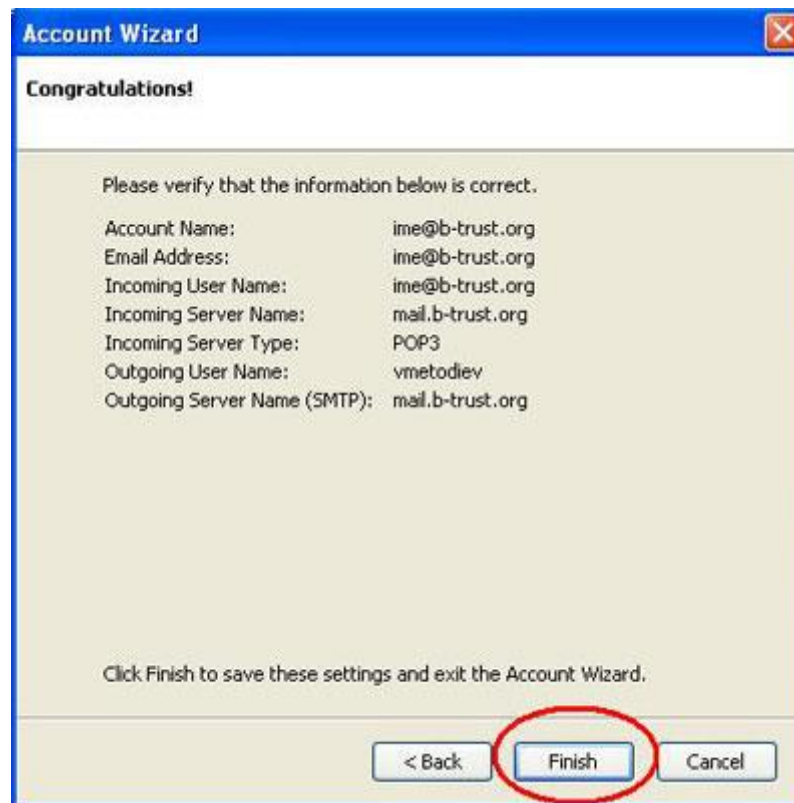 Account Wizard
Congratulations!
Please verify that the information below is correct.
Account Name: ime@b-trust.org
Email Address: ime@b-trust.org
Incoming User Name: ime@b-trust.org
Incoming Server Name: mail.b-trust.org
Incoming Server Type: POP3
Outgoing User Name: vmetodiev
Outgoing Server Name (SMTP): mail.b-trust.org
Click Finish to save these settings and exit the Account Wizard.
< Back Finish Cancel